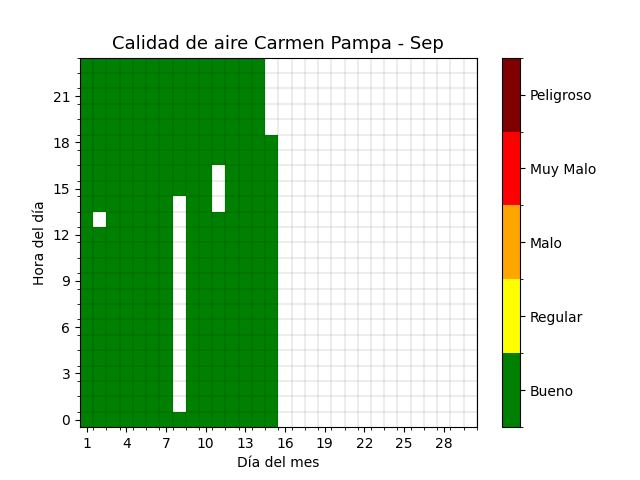 Calidad de aire Carmen Pampa - Sep
Peligroso
Muy Malo
Malo
Regular
Bueno
Hora del día
21
18
15
12
9
6
3
0
1 4 7 10 13 16 19 22 25 28
Día del mes